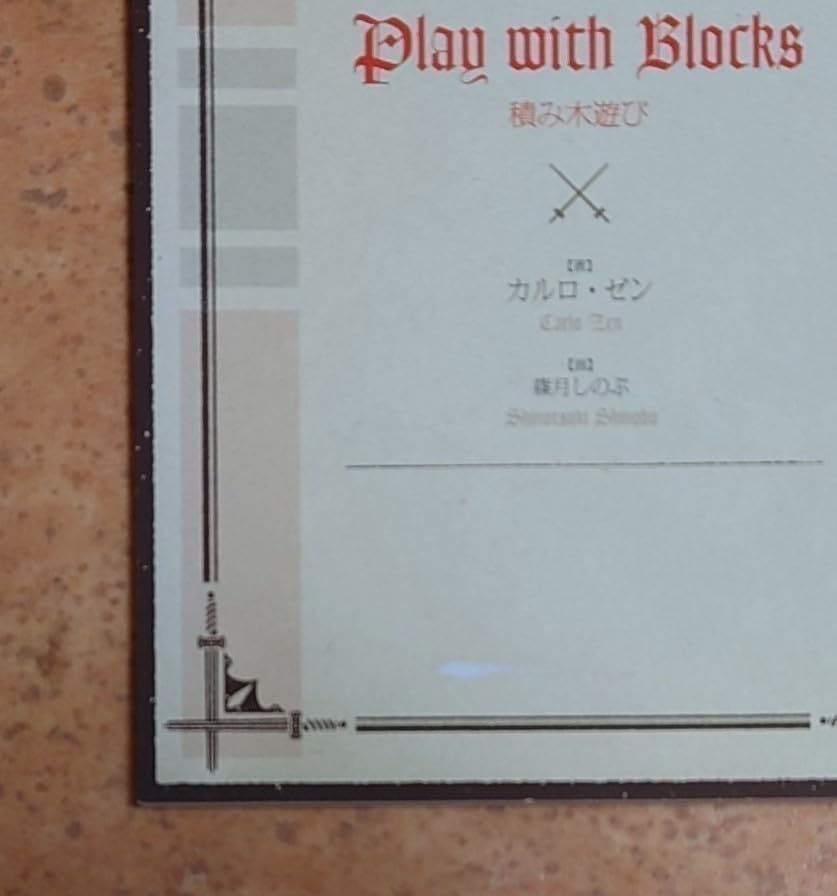 Play with Blocks
積み木遊び
【著】
カルロ・ゼン
Carlo Zen
篠月しのぶ
Shinotsuki Shinobu